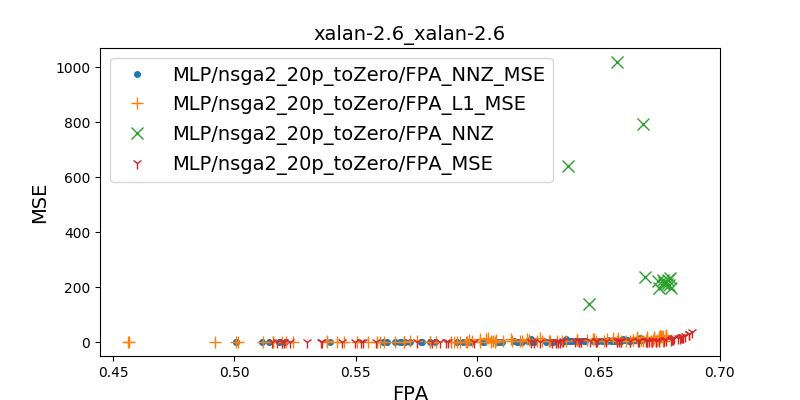 xalan-2.6_xalan-2.6
MLP/nsga2_20p_toZero/FPA_NNZ_MSE
MLP/nsga2_20p_toZero/FPA_L1_MSE
MLP/nsga2_20p_toZero/FPA_NNZ
MLP/nsga2_20p_toZero/FPA_MSE
MSE
1000
800
600
400
200
0
0.45 0.50 0.55 0.60 0.65 0.70
FPA